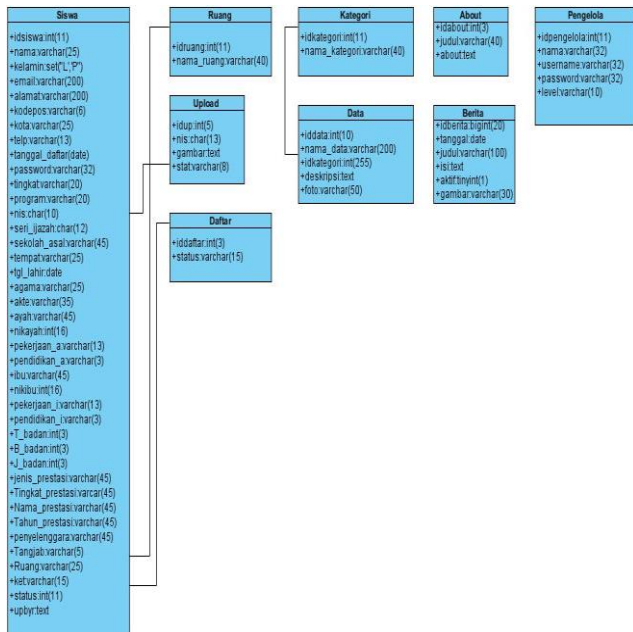 Siswa
+idsiswa:int(11)
+nama:varchar(25)
+kelamin:set("L",'P")
+email:varchar(200)
+alamat:varchar(200)
+kodepos:varchar(6)
+kota:varchar(25)
+telp:varchar(13)
+tanggal_daftar(date)
+password:varchar(32)
+tingkat:varchar(20)
+program:varchar(20)
+nis:char(10)
+seri_ijazah:char(12)
+sekolah_asal:varchar(45)
+tempat:varchar(25)
+tgl_lahir:date
+agama:varchar(25)
+akte:varchar(35)
+ayah:varchar(45)
+nikayah:int(16)
+pekerjaan_a:varchar(13)
+pendidikan_a:varchar(3)
+ibu:varchar(45)
+nikibu:int(16)
+pekerjaan_i:varchar(13)
+pendidikan_i:varchar(3)
+T_badan:int(3)
+B_badan:int(3)
+J_badan:int(3)
+jenis_prestasi:varchar(45)
+Tingkat_prestasi:varcar(45)
+Nama_prestasi:varchar(45)
+Tahun_prestasi:varchar(45)
+penyelenggara:varchar(45)
+Tangjab:varchar(5)
+Ruang:varchar(25)
+ket:varchar(15)
+status:int(11)
+upbyr:text
Ruang
+idruang:int(11)
+nama_ruang:varchar(40)
Upload
+idup:int(5)
+nis:char(13)
+gambar:text
+stat:varchar(8)
Daftar
+iddaftar:int(3)
+status:varchar(15)
Kategori
+idkategori:int(11)
+nama_kategori:varchar(40)
Data
+iddata:int(10)
+nama_data:varchar(200)
+idkategori:int(255)
+deskripsi:text
+foto:varchar(50)
About
+idabout:int(3)
+judul:varchar(40)
+about:text
Berita
+idberita:bigint(20)
+tanggal:date
+judul:varchar(100)
+isi:text
+aktif:tinyint(1)
+gambar:varchar(30)
Pengelola
+idpengelola:int(11)
+nama:varchar(32)
+username:varchar(32)
+password:varchar(32)
+level:varchar(10)